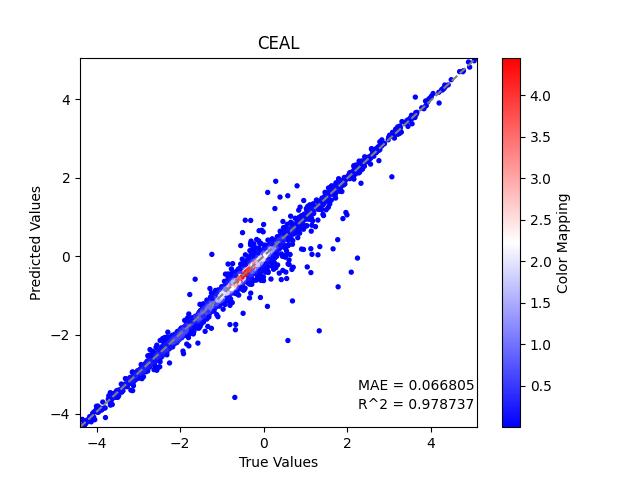 CEAL
4
2
0
−2
−4
Predicted Values
−4 −2 0 2 4
True Values
MAE = 0.066805
R^2 = 0.978737
4.0
3.5
3.0
2.5
2.0
1.5
1.0
0.5
Color Mapping